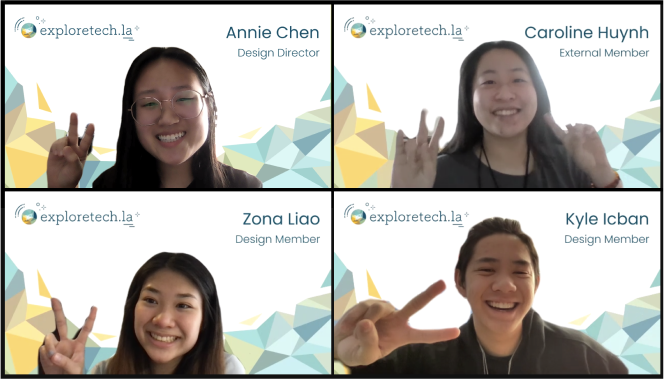 exploretech.la
Annie Chen
Design Director
exploretech.la
Caroline Huynh
External Member
exploretech.la
Zona Liao
Design Member
exploretech.la
Kyle Icban
Design Member